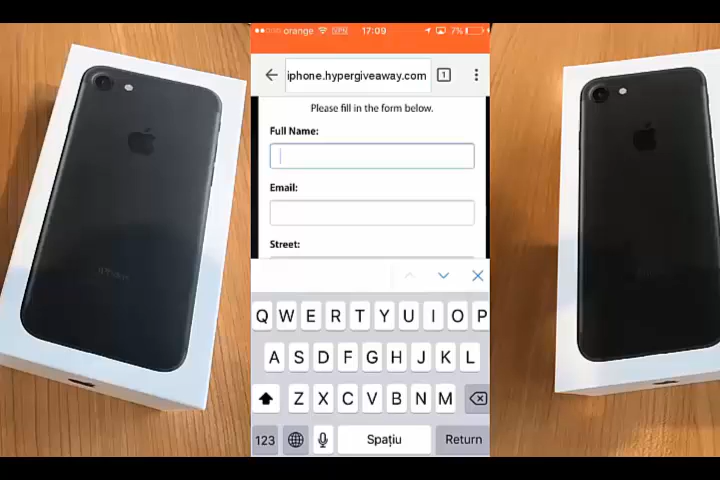 orange VPN 17:09 7%
iphone.hypergiveaway.com 1
Please fill in the form below.
Full Name:
Email:
Street:
Q W E R T Y U I O P
A S D F G H J K L
Z X C V B N M
123 Spațiu Return